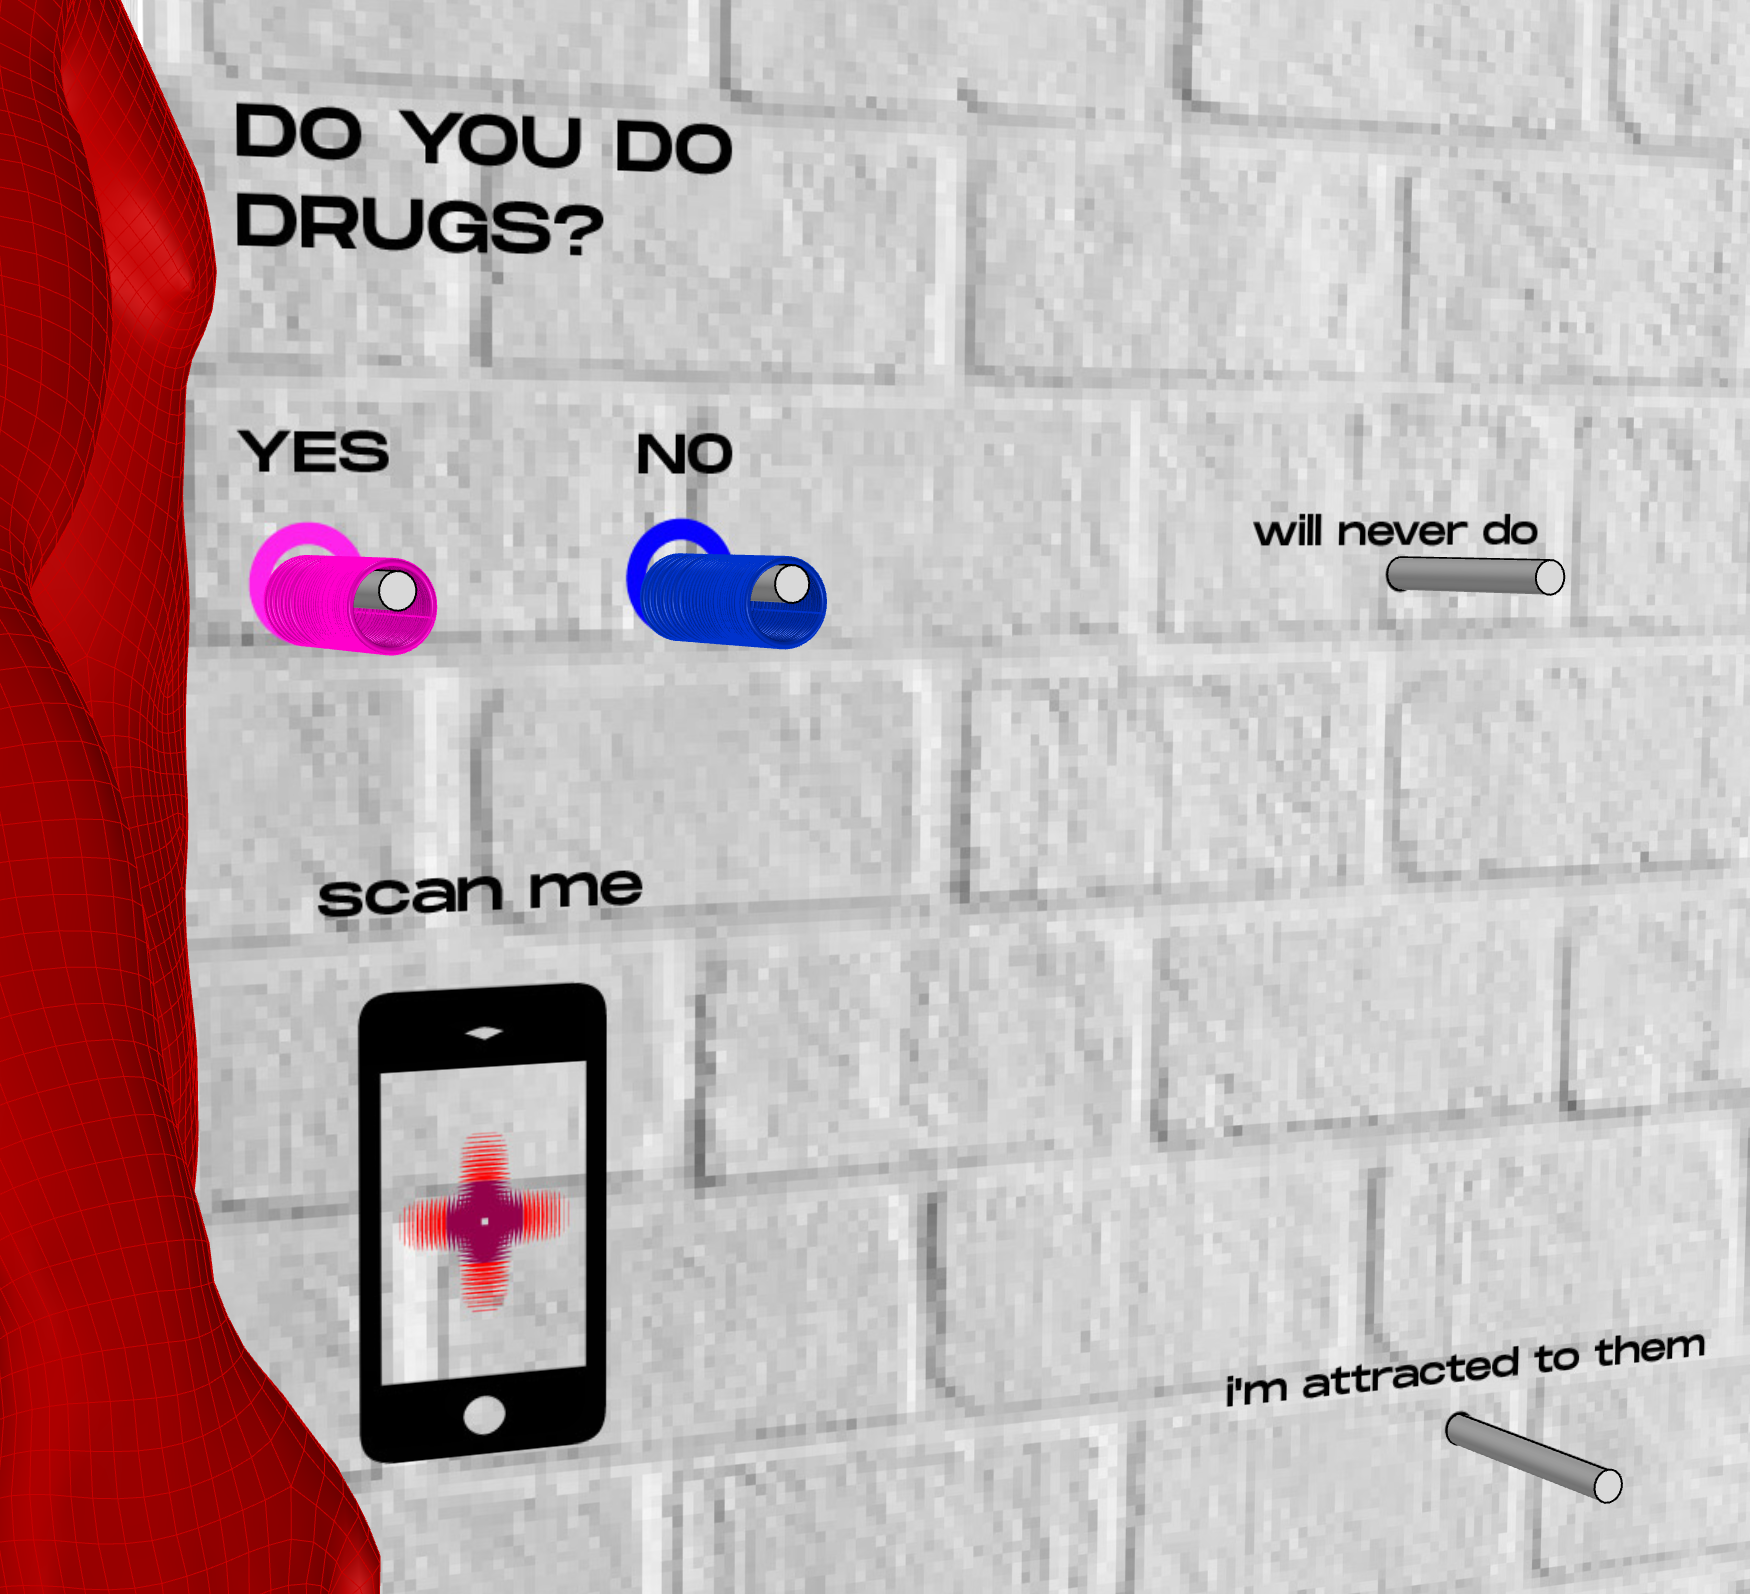 DO YOU DO
DRUGS?
YES
NO
will never do
scan me
i'm attracted to them